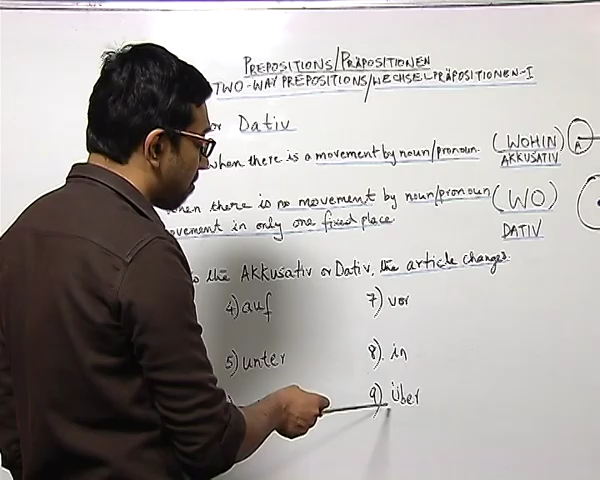 PREPOSITIONS/PRÄPOSITIONEN
TWO-WAY PREPOSITIONS/WECHSELPRÄPOSITIONEN-I
or Dativ
when there is a movement by noun/pronoun. (WOHIN) A
AKKUSATIV
when there is no movement by noun/pronoun (WO)
movement in only one fixed place.
DATIV
to the AKKUSATIV or DATIV, the article changes.
4) auf 7) vor
5) unter 8) in
9) über